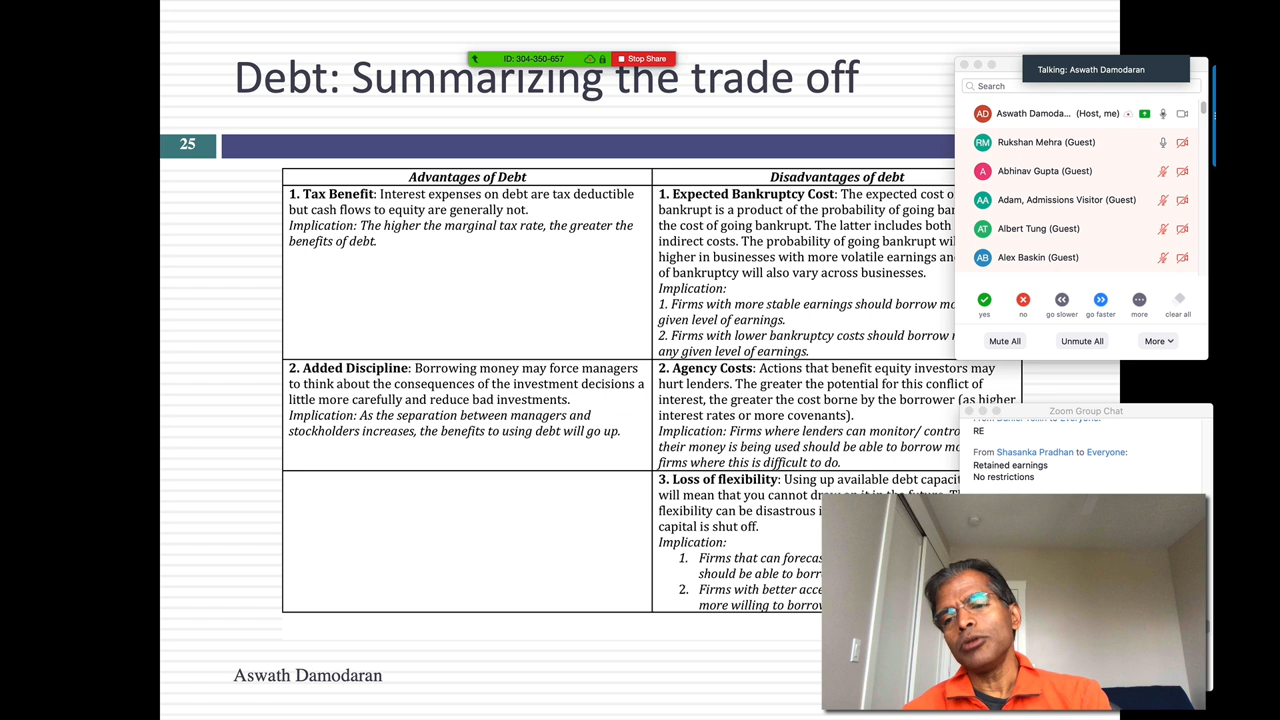 Debt: Summarizing the trade off
ID: 304-350-657
Stop Share
25
Advantages of Debt
1. Tax Benefit: Interest expenses on debt are tax deductible
but cash flows to equity are generally not.
Implication: The higher the marginal tax rate, the greater the
benefits of debt.
2. Added Discipline: Borrowing money may force managers
to think about the consequences of the investment decisions a
little more carefully and reduce bad investments.
Implication: As the separation between managers and
stockholders increases, the benefits to using debt will go up.
Disadvantages of debt
1. Expected Bankruptcy Cost: The expected cost o
bankrupt is a product of the probability of going ban
the cost of going bankrupt. The latter includes both
indirect costs. The probability of going bankrupt wi
higher in businesses with more volatile earnings an
of bankruptcy will also vary across businesses.
Implication:
1. Firms with more stable earnings should borrow mo
given level of earnings.
2. Firms with lower bankruptcy costs should borrow
any given level of earnings.
2. Agency Costs: Actions that benefit equity investors may
hurt lenders. The greater the potential for this conflict of
interest, the greater the cost borne by the borrower (as higher
interest rates or more covenants).
Implication: Firms where lenders can monitor/ contro
their money is being used should be able to borrow mo
firms where this is difficult to do.
3. Loss of flexibility: Using up available debt capacit
will mean that you cannot draw on it in the future. T
flexibility can be disastrous i
capital is shut off.
Implication:
1. Firms that can forecas
should be able to borr
2. Firms with better acce
more willing to borrow
Aswath Damodaran
Talking: Aswath Damodaran
Search
AD Aswath Damoda... (Host, me)
RM Rukshan Mehra (Guest)
A Abhinav Gupta (Guest)
AA Adam, Admissions Visitor (Guest)
AT Albert Tung (Guest)
AB Alex Baskin (Guest)
yes no go slower go faster more clear all
Mute All Unmute All More
Zoom Group Chat
to Everyone:
RE
From Shasanka Pradhan to Everyone:
Retained earnings
No restrictions